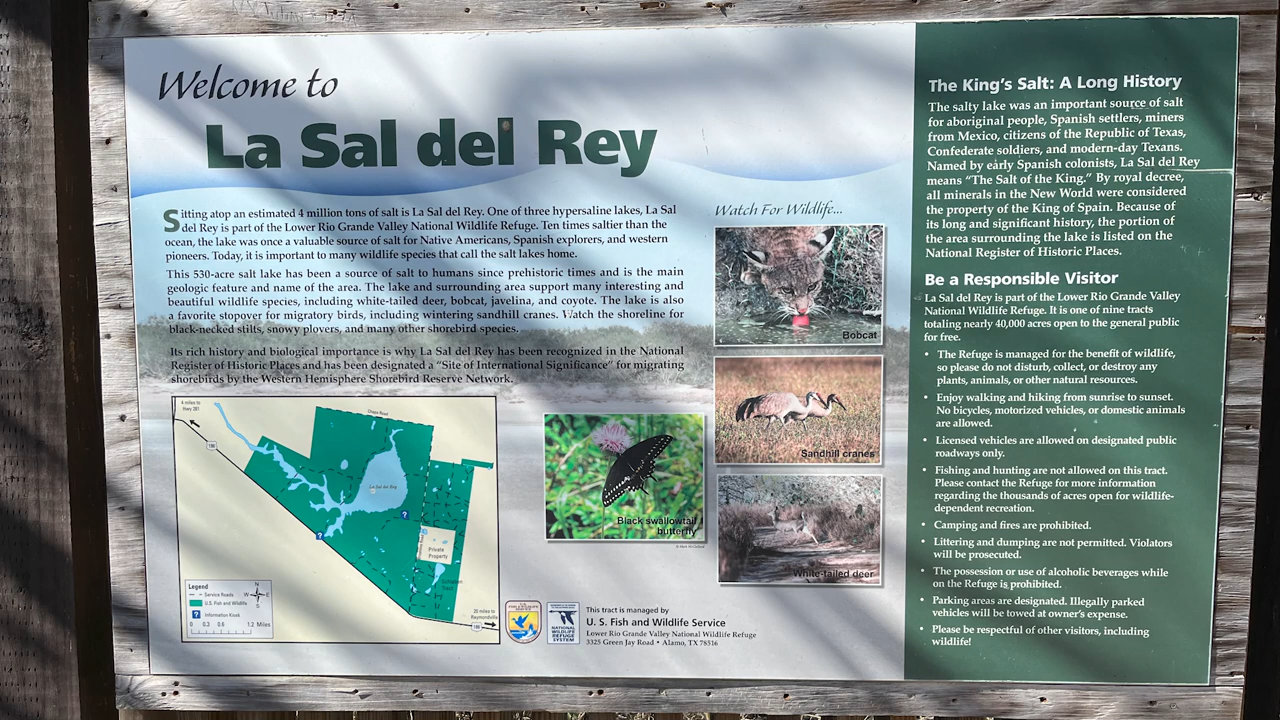 Welcome to
La Sal del Rey
Sitting atop an estimated 4 million tons of salt is La Sal del Rey. One of three hypersaline lakes, La Sal
del Rey is part of the Lower Rio Grande Valley National Wildlife Refuge. Ten times saltier than the
ocean, the lake was once a valuable source of salt for Native Americans, Spanish explorers, and western
pioneers. Today, it is important to many wildlife species that call the salt lakes home.
This 530-acre salt lake has been a source of salt to humans since prehistoric times and is the main
geologic feature and name of the area. The lake and surrounding area support many interesting and
beautiful wildlife species, including white-tailed deer, bobcat, javelina, and coyote. The lake is also
a favorite stopover for migratory birds, including wintering sandhill cranes. Watch the shoreline for
black-necked stilts, snowy plovers, and many other shorebird species.
Its rich history and biological importance is why La Sal del Rey has been recognized in the National
Register of Historic Places and has been designated a “Site of International Significance” for migrating
shorebirds by the Western Hemisphere Shorebird Reserve Network.
4 miles to
Hwy 281
186
La Sal del Rey
?
?
Private
Property
Legend
Service Roads
U.S. Fish and Wildlife
? Information Kiosk
0 0.3 0.6 1.2 Miles
N
W E
S
20 miles to
Raymondville
186
Black swallowtail
butterfly
Watch For Wildlife...
Bobcat
Sandhill cranes
White-tailed deer
NATIONAL
WILDLIFE
REFUGE
SYSTEM
This tract is managed by
U. S. Fish and Wildlife Service
Lower Rio Grande Valley National Wildlife Refuge
3325 Green Jay Road • Alamo, TX 78516
The King's Salt: A Long History
The salty lake was an important source of salt
for aboriginal people, Spanish settlers, miners
from Mexico, citizens of the Republic of Texas,
Confederate soldiers, and modern-day Texans.
Named by early Spanish colonists, La Sal del Rey
means “The Salt of the King.” By royal decree,
all minerals in the New World were considered
the property of the King of Spain. Because of
its long and significant history, the portion of
the area surrounding the lake is listed on the
National Register of Historic Places.
Be a Responsible Visitor
La Sal del Rey is part of the Lower Rio Grande Valley
National Wildlife Refuge. It is one of nine tracts
totaling nearly 40,000 acres open to the general public
for free.
• The Refuge is managed for the benefit of wildlife,
so please do not disturb, collect, or destroy any
plants, animals, or other natural resources.
• Enjoy walking and hiking from sunrise to sunset.
No bicycles, motorized vehicles, or domestic animals
are allowed.
• Licensed vehicles are allowed on designated public
roadways only.
• Fishing and hunting are not allowed on this tract.
Please contact the Refuge for more information
regarding the thousands of acres open for wildlife-
dependent recreation.
• Camping and fires are prohibited.
• Littering and dumping are not permitted. Violators
will be prosecuted.
• The possession or use of alcoholic beverages while
on the Refuge is prohibited.
• Parking areas are designated. Illegally parked
vehicles will be towed at owner's expense.
• Please be respectful of other visitors, including
wildlife!